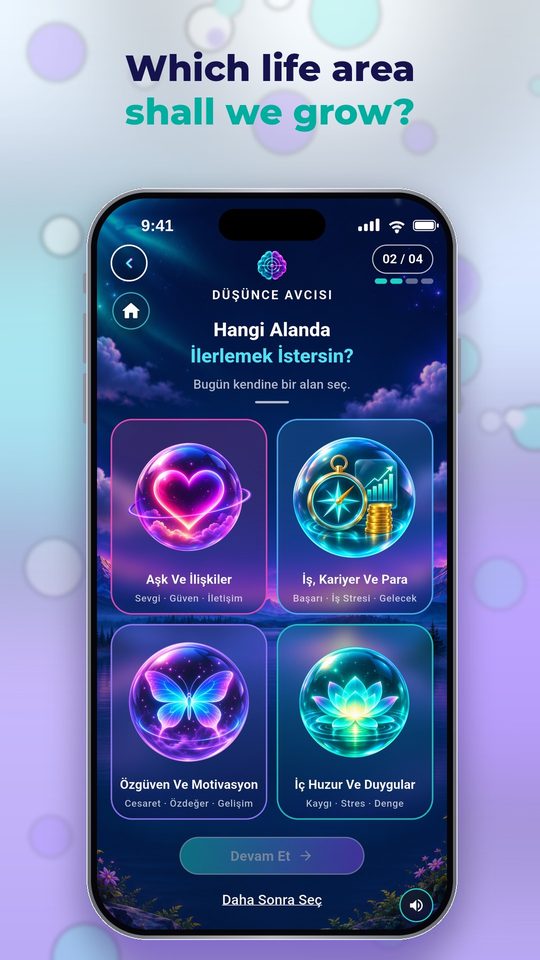 Which life area
shall we grow?
9:41
02 / 04
DÜŞÜNCE AVCISI
Hangi Alanda
İlerlemek İstersin?
Bugün kendine bir alan seç.
Aşk Ve İlişkiler
Sevgi · Güven · İletişim
İş, Kariyer Ve Para
Başarı · İş Stresi · Gelecek
Özgüven Ve Motivasyon
Cesaret · Özdeğer · Gelişim
İç Huzur Ve Duygular
Kaygı · Stres · Denge
Devam Et →
Daha Sonra Seç